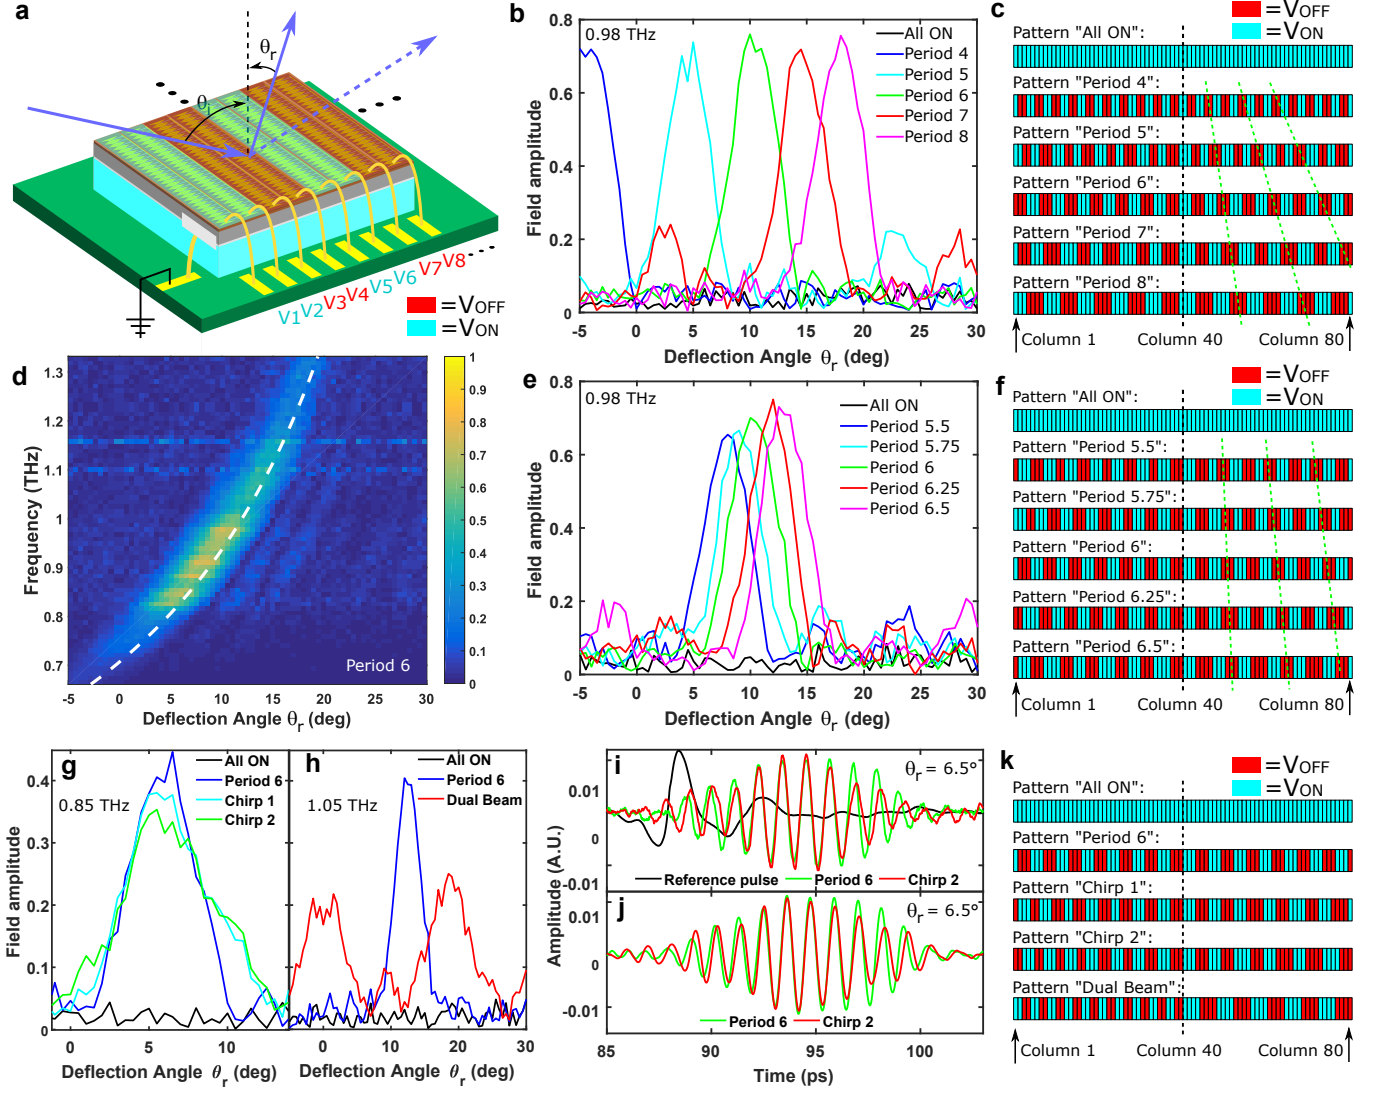 a
θr
θi
V1V2V3V4V5V6V7V8
=VOFF
=VON
b
0.98 THz
All ON
Period 4
Period 5
Period 6
Period 7
Period 8
Field amplitude
0.8
0.6
0.4
0.2
0
-5 0 5 10 15 20 25 30
Deflection Angle θr (deg)
c
=VOFF
=VON
Pattern "All ON":
Pattern "Period 4":
Pattern "Period 5":
Pattern "Period 6":
Pattern "Period 7":
Pattern "Period 8":
Column 1 Column 40 Column 80
d
Frequency (THz)
1.3
1.2
1.1
1
0.9
0.8
0.7
Period 6
-5 0 5 10 15 20 25 30
Deflection Angle θr (deg)
1
0.9
0.8
0.7
0.6
0.5
0.4
0.3
0.2
0.1
0
e
0.98 THz
All ON
Period 5.5
Period 5.75
Period 6
Period 6.25
Period 6.5
Field amplitude
0.8
0.6
0.4
0.2
0
-5 0 5 10 15 20 25 30
Deflection Angle θr (deg)
f
=VOFF
=VON
Pattern "All ON":
Pattern "Period 5.5":
Pattern "Period 5.75":
Pattern "Period 6":
Pattern "Period 6.25":
Pattern "Period 6.5":
Column 1 Column 40 Column 80
g
0.85 THz
All ON
Period 6
Chirp 1
Chirp 2
Field amplitude
0.4
0.3
0.2
0.1
0
0 5 10
Deflection Angle θr (deg)
h
1.05 THz
All ON
Period 6
Dual Beam
0 10 20 30
Deflection Angle θr (deg)
i
θr = 6.5°
0.01
0
-0.01
Reference pulse Period 6 Chirp 2
Amplitude (A.U.)
j
θr = 6.5°
0.01
0
-0.01
Period 6 Chirp 2
85 90 95 100
Time (ps)
k
=VOFF
=VON
Pattern "All ON":
Pattern "Period 6":
Pattern "Chirp 1":
Pattern "Chirp 2":
Pattern "Dual Beam":
Column 1 Column 40 Column 80